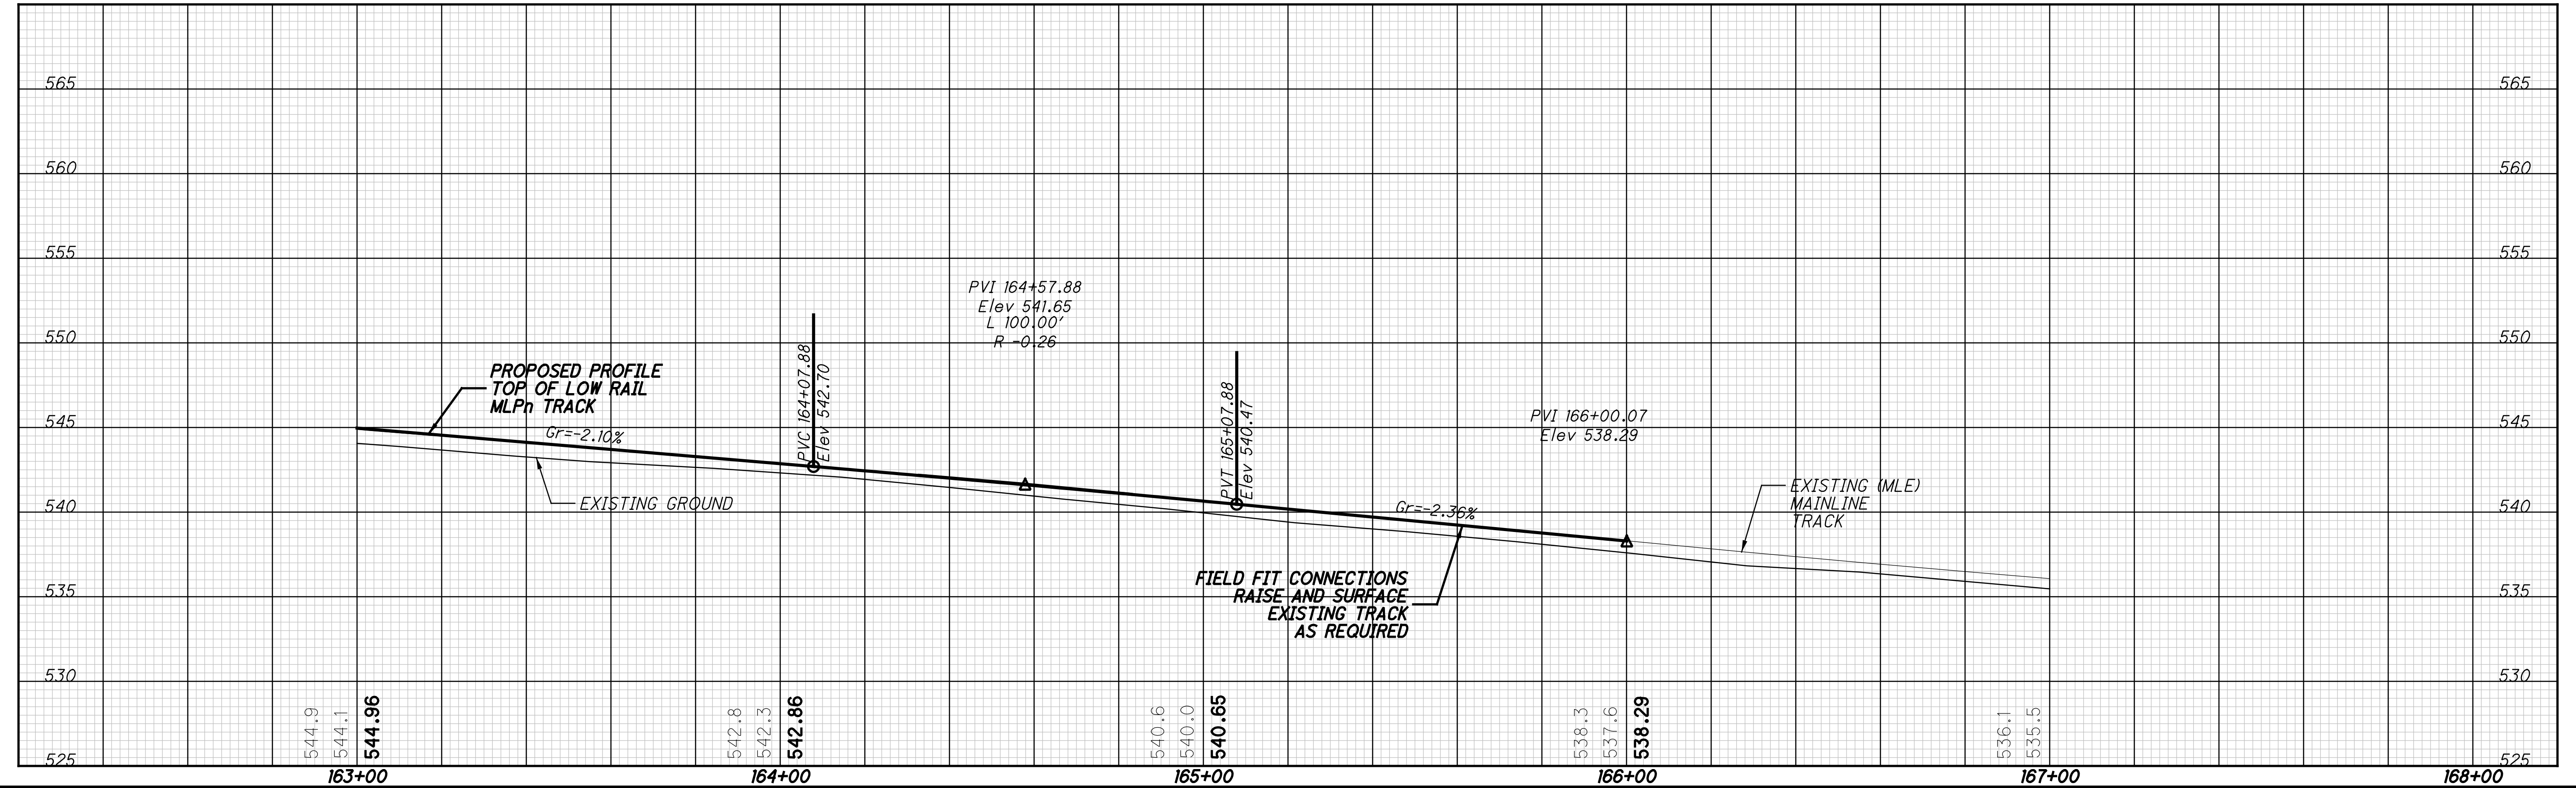 565
565
560
560
555
555
PVI 164+57.88
Elev 541.65
L 100.00'
R -0.26
550
550
PVC 164+07.88
Elev 542.70
PROPOSED PROFILE
TOP OF LOW RAIL
MLPn TRACK
PVT 165+07.88
Elev 540.47
PVI 166+00.07
Elev 538.29
545
545
Gr=-2.10%
EXISTING GROUND
EXISTING (MLE)
MAINLINE
TRACK
540
540
Gr=-2.36%
FIELD FIT CONNECTIONS
RAISE AND SURFACE
EXISTING TRACK
AS REQUIRED
535
535
530
530
544.9
544.1
544.96
542.8
542.3
542.86
540.6
540.0
540.65
538.3
537.6
538.29
536.1
535.5
525
525
163+00
164+00
165+00
166+00
167+00
168+00